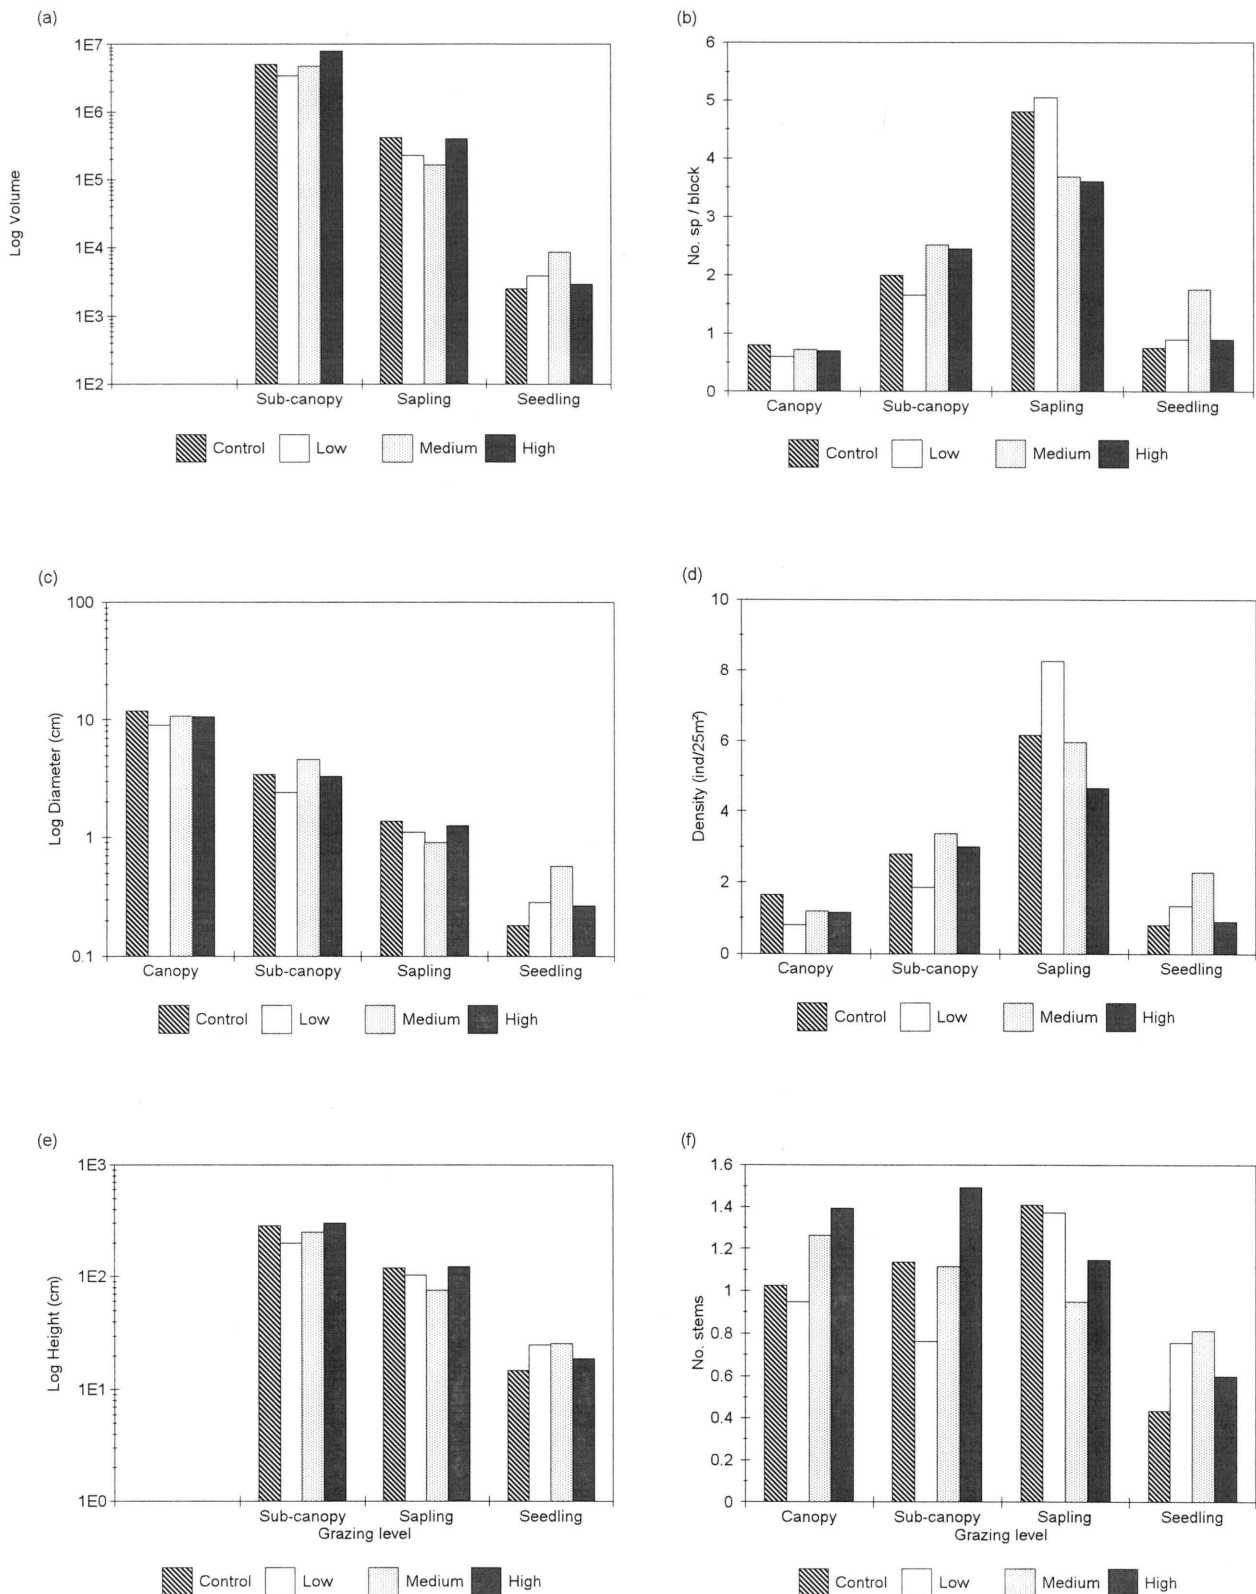 (a)
Log Volume
1E7
1E6
1E5
1E4
1E3
1E2
Sub-canopy Sapling Seedling
Control Low Medium High
(b)
No. sp / block
6
5
4
3
2
1
0
Canopy Sub-canopy Sapling Seedling
Control Low Medium High
(c)
Log Diameter (cm)
100
10
1
0.1
Canopy Sub-canopy Sapling Seedling
Control Low Medium High
(d)
Density (ind/25m²)
10
8
6
4
2
0
Canopy Sub-canopy Sapling Seedling
Control Low Medium High
(e)
Log Height (cm)
1E3
1E2
1E1
1E0
Sub-canopy Sapling Seedling
Grazing level
Control Low Medium High
(f)
No. stems
1.6
1.4
1.2
1
0.8
0.6
0.4
0.2
0
Canopy Sub-canopy Sapling Seedling
Grazing level
Control Low Medium High